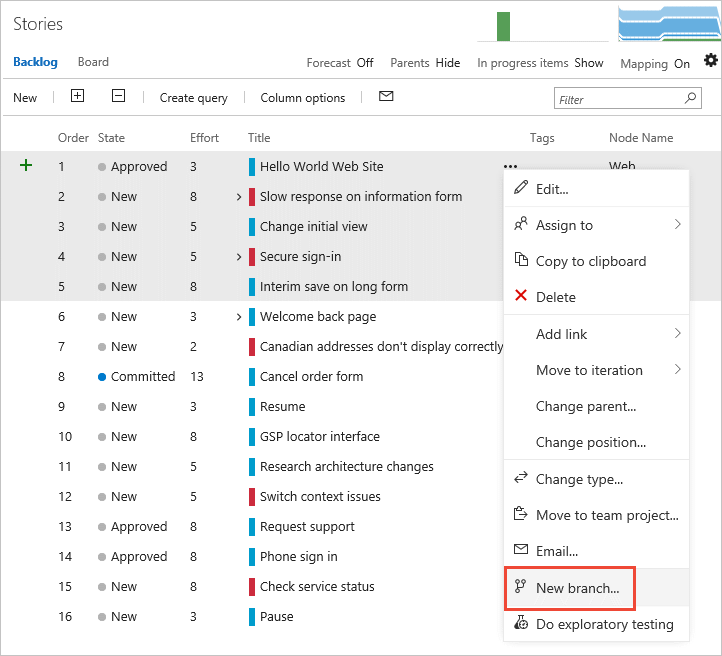 Stories
Backlog Board Forecast Off Parents Hide In progress items Show Mapping On
New Create query Column options Filter
Order State Effort Title Tags Node Name
1 Approved 3 Hello World Web Site ... Web
2 New 8 Slow response on information form
3 New 5 Change initial view
4 New 5 Secure sign-in
5 New 8 Interim save on long form
6 New 3 Welcome back page
7 New 2 Canadian addresses don't display correctly
8 Committed 13 Cancel order form
9 New 3 Resume
10 New 8 GSP locator interface
11 New 5 Research architecture changes
12 New 5 Switch context issues
13 Approved 8 Request support
14 Approved 8 Phone sign in
15 New 8 Check service status
16 New 3 Pause
Edit...
Assign to
Copy to clipboard
Delete
Add link
Move to iteration
Change parent...
Change position...
Change type...
Move to team project...
Email...
New branch...
Do exploratory testing